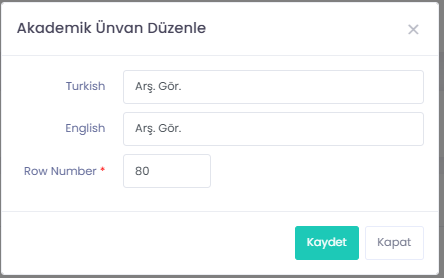 Akademik Ünvan Düzenle
Turkish Arş. Gör.
English Arş. Gör.
Row Number * 80
Kaydet Kapat